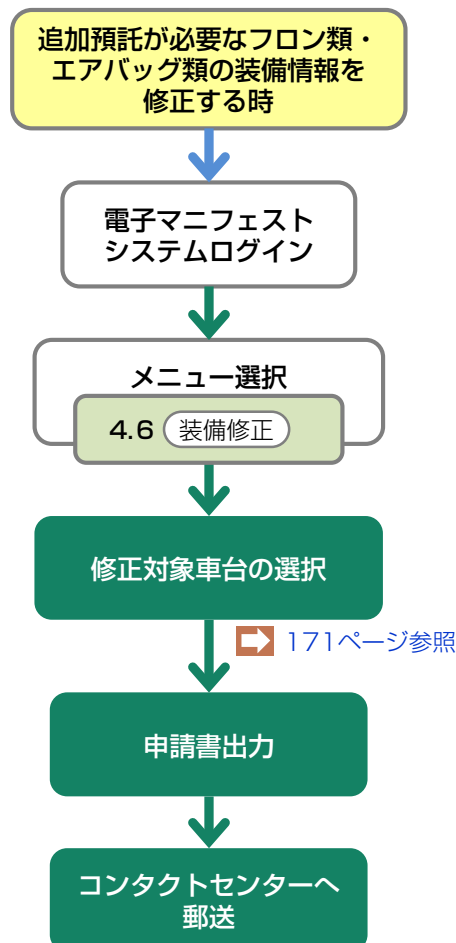 追加預託が必要なフロン類・
エアバッグ類の装備情報を
修正する時
電子マニフェスト
システムログイン
メニュー選択
4.6 装備修正
修正対象車台の選択
171ページ参照
申請書出力
コンタクトセンターへ
郵送